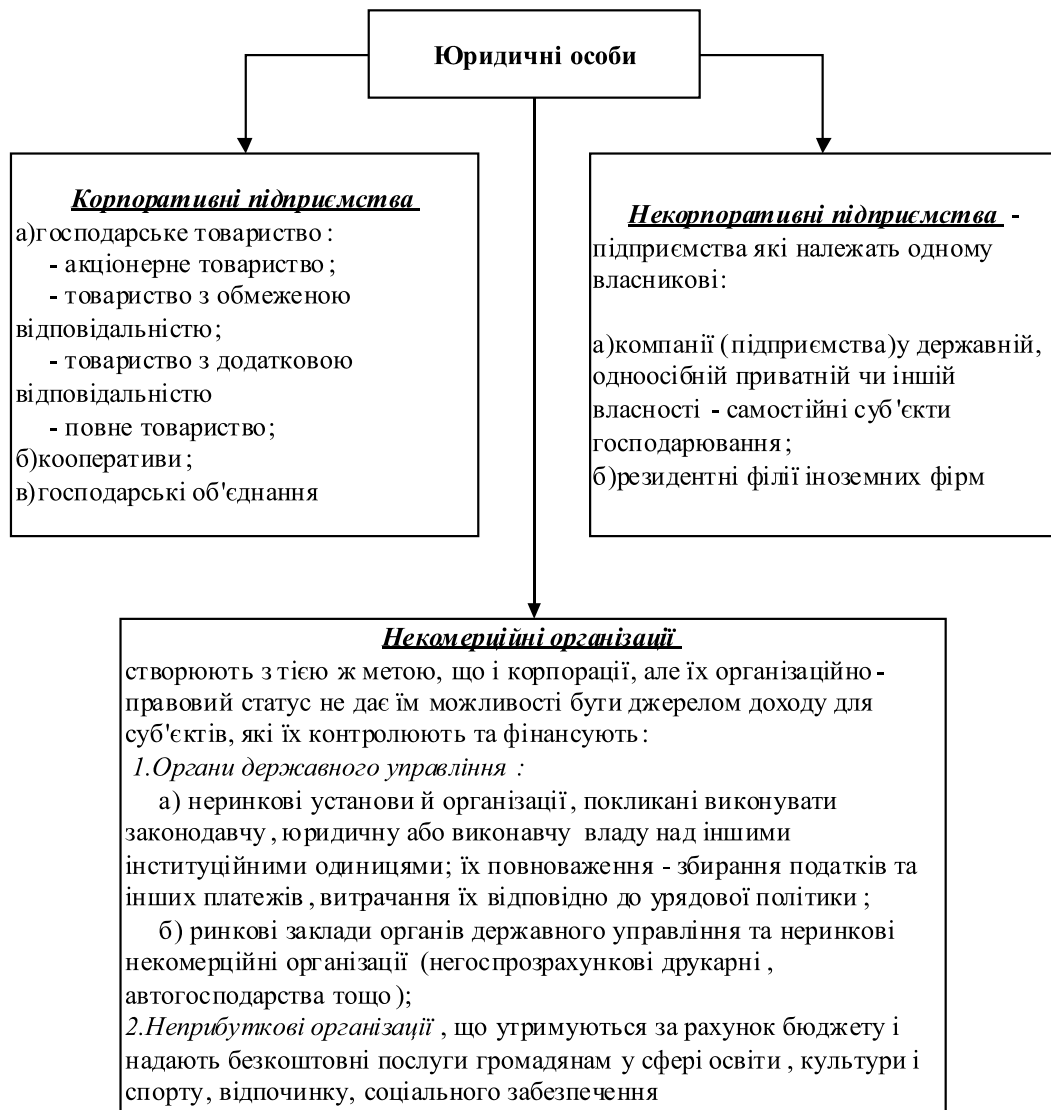 Юридичні особи
Корпоративні підприємства
а)господарське товариство:
- акціонерне товариство;
- товариство з обмеженою
відповідальністю;
- товариство з додатковою
відповідальністю
- повне товариство;
б)кооперативи;
в)господарські об'єднання
Некорпоративні підприємства -
підприємства які належать одному
власникові:
а)компанії (підприємства)у державній,
одноосібній приватній чи іншій
власності - самостійні суб'єкти
господарювання;
б)резидентні філії іноземних фірм
Некомерційні організації
створюють з тією ж метою, що і корпорації, але їх організаційно-
правовий статус не дає їм можливості бути джерелом доходу для
суб'єктів, які їх контролюють та фінансують:
1.Органи державного управління :
а) неринкові установи й організації, покликані виконувати
законодавчу, юридичну або виконавчу владу над іншими
інституційними одиницями; їх повноваження - збирання податків та
інших платежів, витрачання їх відповідно до урядової політики;
б) ринкові заклади органів державного управління та неринкові
некомерційні організації (негоспрозрахункові друкарні,
автогосподарства тощо);
2.Неприбуткові організації, що утримуються за рахунок бюджету і
надають безкоштовні послуги громадянам у сфері освіти, культури і
спорту, відпочинку, соціального забезпечення